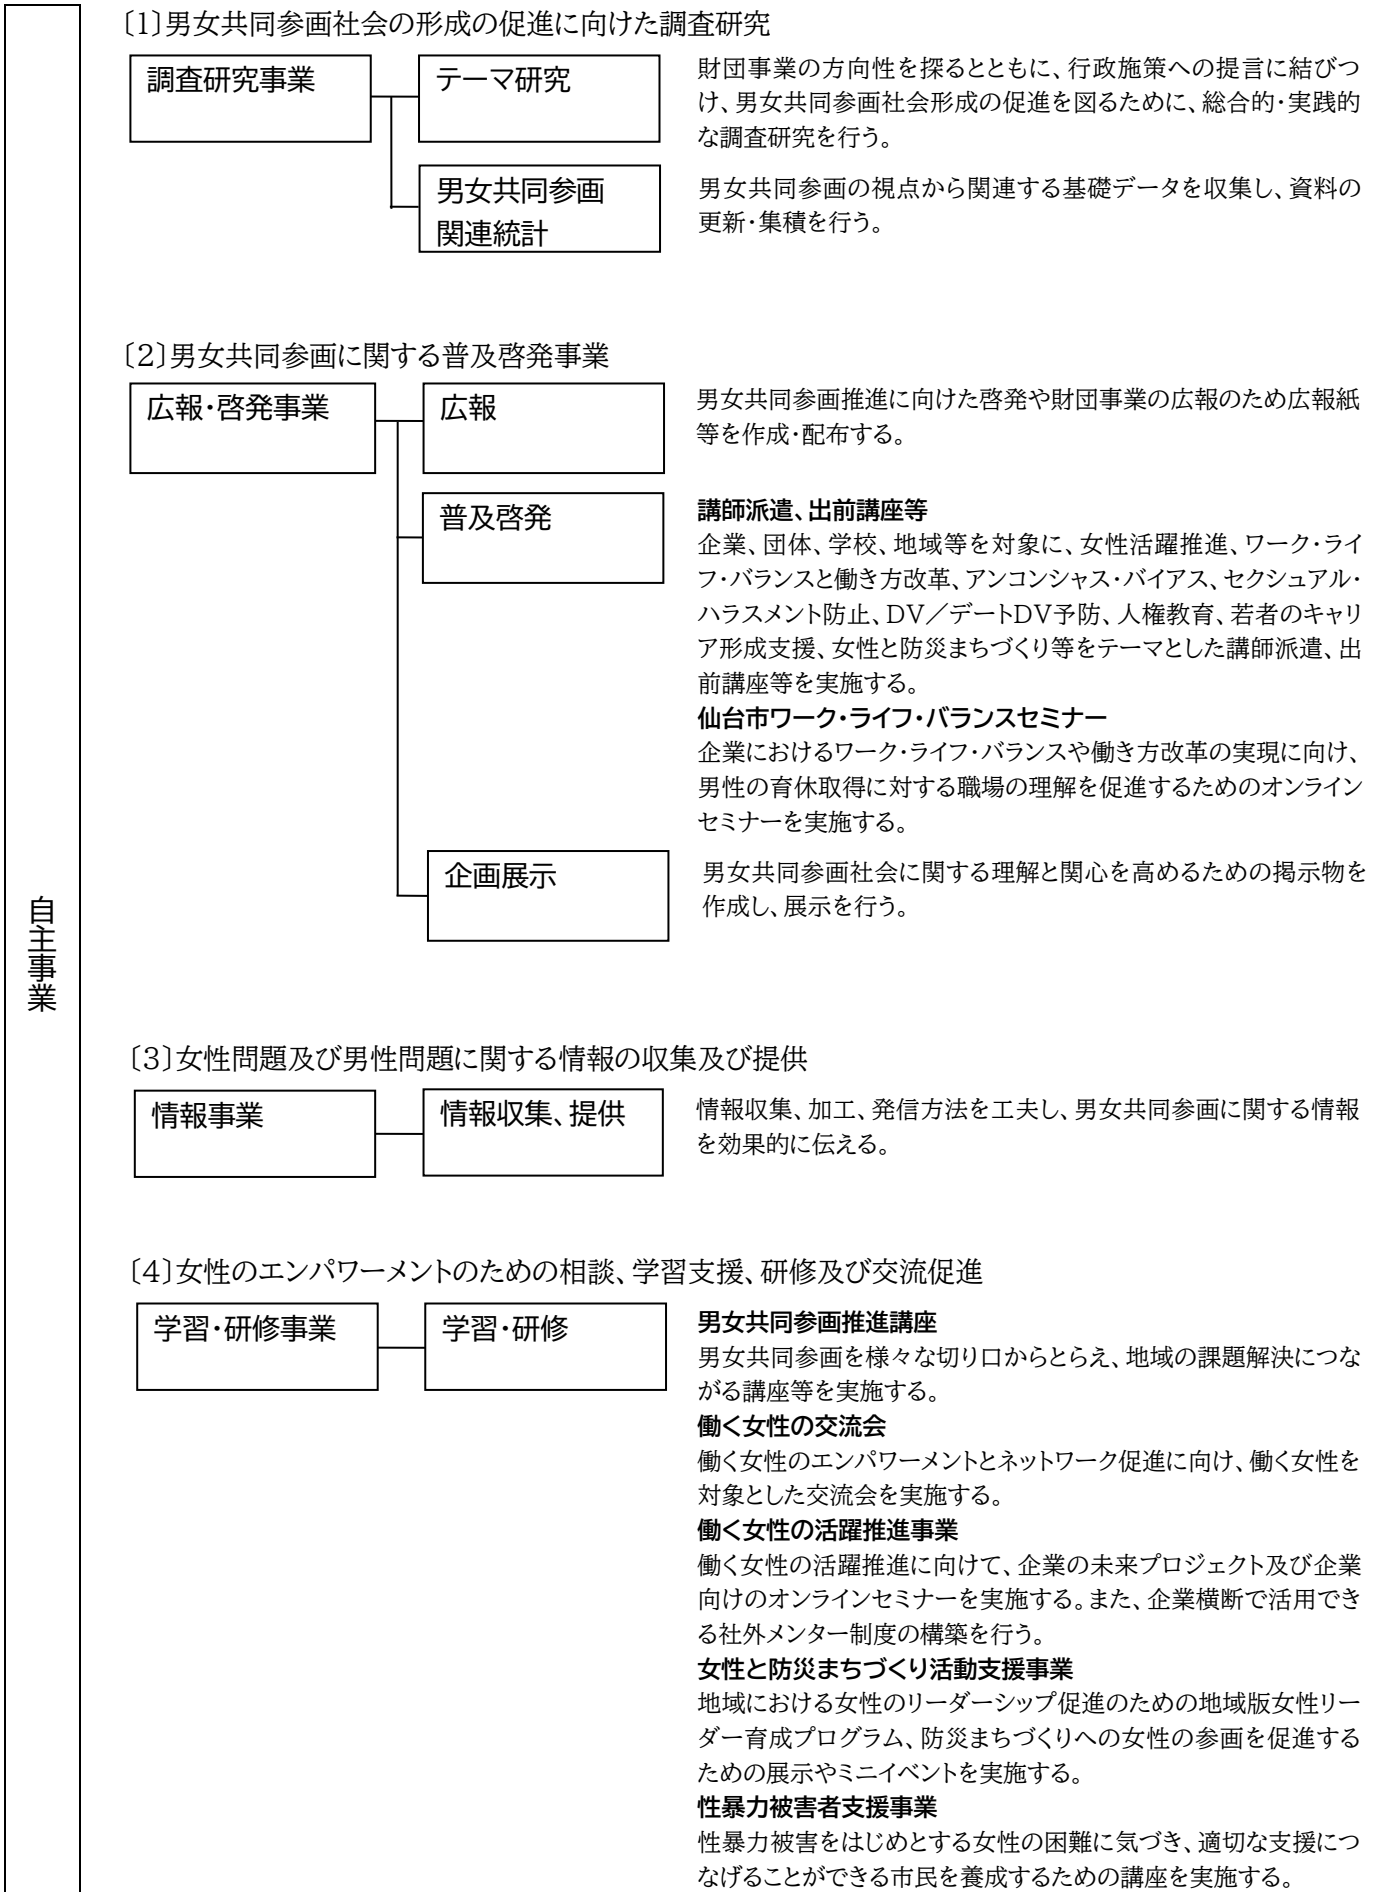 自主事業
〔1〕男女共同参画社会の形成の促進に向けた調査研究
調査研究事業
テーマ研究
財団事業の方向性を探るとともに、行政施策への提言に結びつ
け、男女共同参画社会形成の促進を図るために、総合的・実践的
な調査研究を行う。
男女共同参画
関連統計
男女共同参画の視点から関連する基礎データを収集し、資料の
更新・集積を行う。
〔2〕男女共同参画に関する普及啓発事業
広報・啓発事業
広報
男女共同参画推進に向けた啓発や財団事業の広報のため広報紙
等を作成・配布する。
普及啓発
講師派遣、出前講座等
企業、団体、学校、地域等を対象に、女性活躍推進、ワーク・ライ
フ・バランスと働き方改革、アンコンシャス・バイアス、セクシュアル・
ハラスメント防止、DV／デートDV予防、人権教育、若者のキャリ
ア形成支援、女性と防災まちづくり等をテーマとした講師派遣、出
前講座等を実施する。
仙台市ワーク・ライフ・バランスセミナー
企業におけるワーク・ライフ・バランスや働き方改革の実現に向け、
男性の育休取得に対する職場の理解を促進するためのオンライン
セミナーを実施する。
企画展示
男女共同参画社会に関する理解と関心を高めるための掲示物を
作成し、展示を行う。
〔3〕女性問題及び男性問題に関する情報の収集及び提供
情報事業
情報収集、提供
情報収集、加工、発信方法を工夫し、男女共同参画に関する情報
を効果的に伝える。
〔4〕女性のエンパワーメントのための相談、学習支援、研修及び交流促進
学習・研修事業
学習・研修
男女共同参画推進講座
男女共同参画を様々な切り口からとらえ、地域の課題解決につな
がる講座等を実施する。
働く女性の交流会
働く女性のエンパワーメントとネットワーク促進に向け、働く女性を
対象とした交流会を実施する。
働く女性の活躍推進事業
働く女性の活躍推進に向けて、企業の未来プロジェクト及び企業
向けのオンラインセミナーを実施する。また、企業横断で活用でき
る社外メンター制度の構築を行う。
女性と防災まちづくり活動支援事業
地域における女性のリーダーシップ促進のための地域版女性リー
ダー育成プログラム、防災まちづくりへの女性の参画を促進する
ための展示やミニイベントを実施する。
性暴力被害者支援事業
性暴力被害をはじめとする女性の困難に気づき、適切な支援につ
なげることができる市民を養成するための講座を実施する。